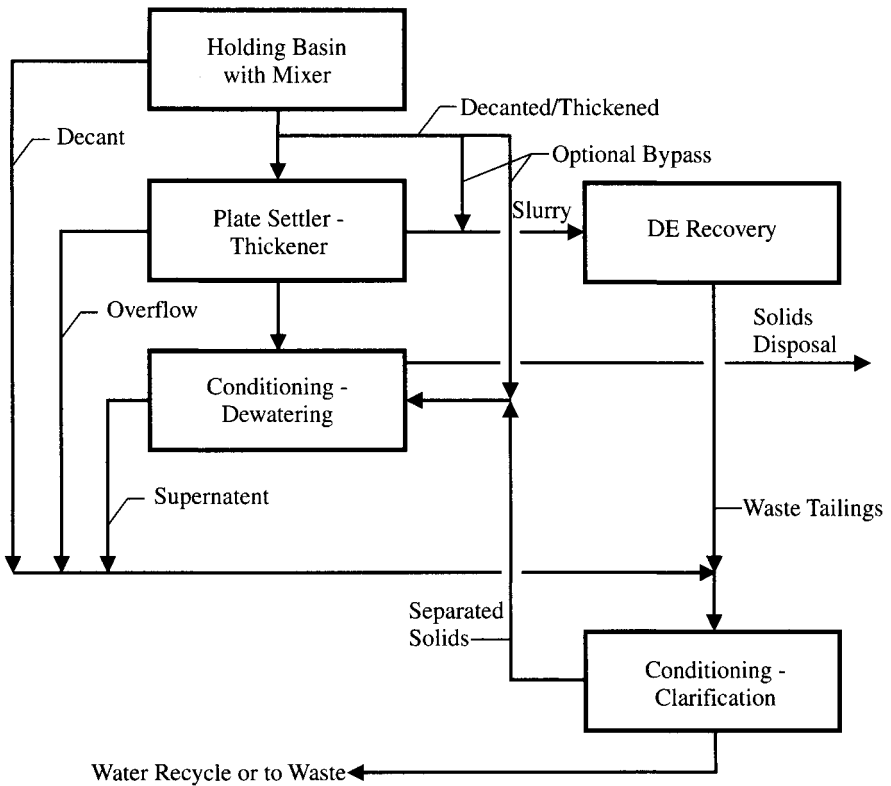 Holding Basin
with Mixer
Decanted/Thickened
Decant
Optional Bypass
Plate Settler -
Thickener
Slurry
DE Recovery
Overflow
Solids
Disposal
Conditioning -
Dewatering
Supernatent
Waste Tailings
Separated
Solids
Conditioning -
Clarification
Water Recycle or to Waste